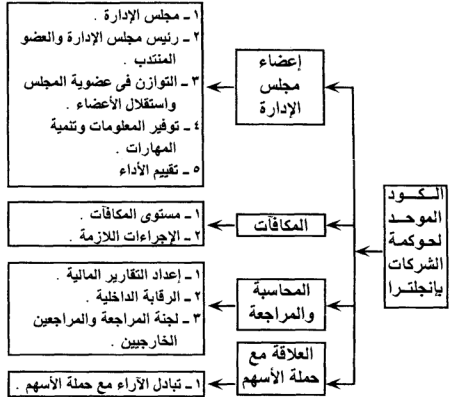 الكود
الموحد
لحوكمة
الشركات
بإنجلترا
إعضاء
مجلس
الإدارة
١ ـ مجلس الإدارة .
٢ ـ رئيس مجلس الإدارة والعضو
المنتدب .
٣ ـ التوازن فى عضوية المجلس
واستقلال الأعضاء .
٤ ـ توفير المعلومات وتنمية
المهارات .
٥ ـ تقييم الأداء
المكافآت
١ ـ مستوى المكافآت .
٢ ـ الإجراءات اللازمة .
المحاسبة
والمراجعة
١ ـ إعداد التقارير المالية .
٢ ـ الرقابة الداخلية .
٣ ـ لجنة المراجعة والمراجعين
الخارجيين .
العلاقة مع
حملة الأسهم
١ ـ تبادل الآراء مع حملة الأسهم .